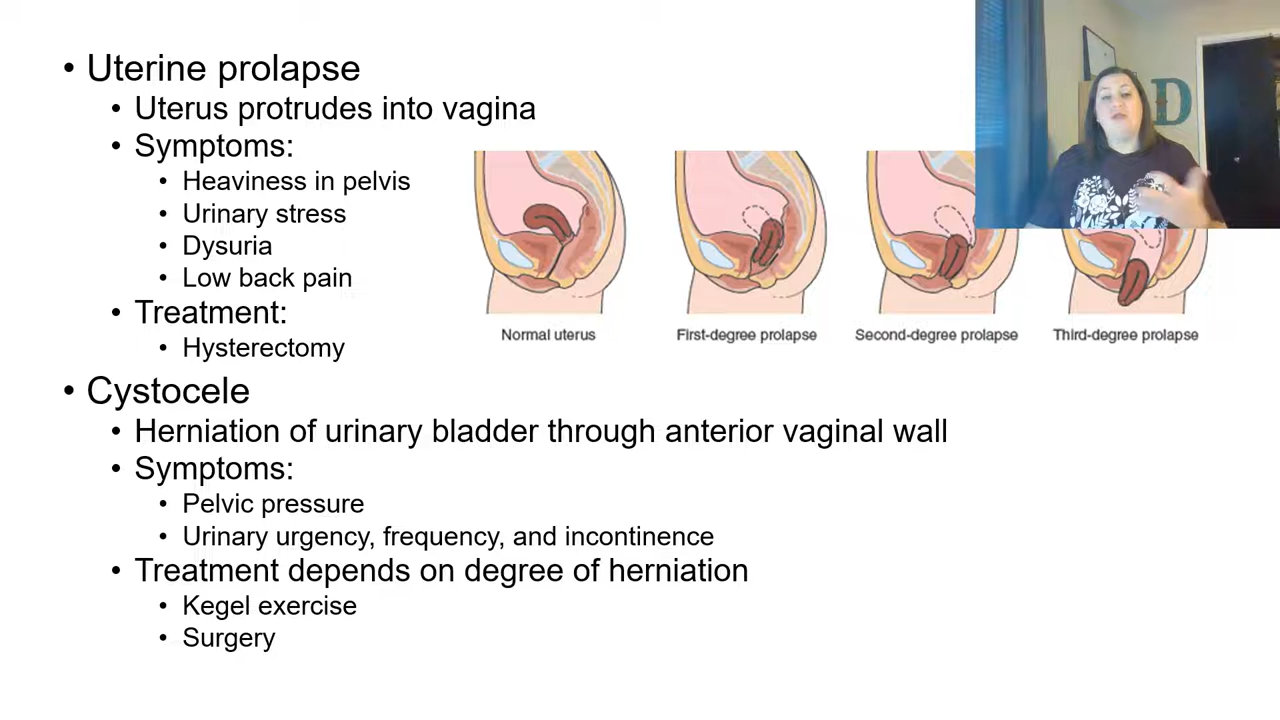 • Uterine prolapse
• Uterus protrudes into vagina
• Symptoms:
• Heaviness in pelvis
• Urinary stress
• Dysuria
• Low back pain
• Treatment:
• Hysterectomy
Normal uterus
First-degree prolapse
Second-degree prolapse
Third-degree prolapse
• Cystocele
• Herniation of urinary bladder through anterior vaginal wall
• Symptoms:
• Pelvic pressure
• Urinary urgency, frequency, and incontinence
• Treatment depends on degree of herniation
• Kegel exercise
• Surgery
D